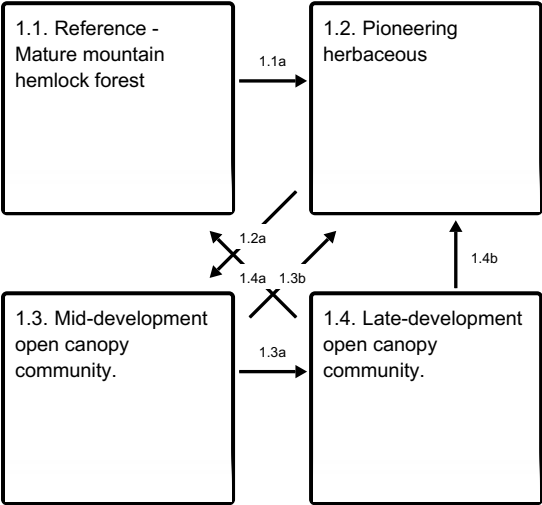 1.1. Reference -
Mature mountain
hemlock forest
1.1a
1.2. Pioneering
herbaceous
1.2a
1.4a
1.3b
1.4b
1.3. Mid-development
open canopy
community.
1.3a
1.4. Late-development
open canopy
community.